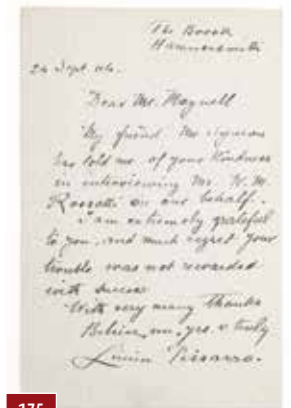 The Brook
Hammersmith
24 Sept. 04.
Dear Mr. Meynell
My friend Mr
has told me of your kindness
in interviewing Mr. W. M.
Rossetti on our behalf.
I am extremely grateful
to you, and much regret your
trouble was not rewarded
with success
With very many thanks
Believe me, yrs. v. truly
Lucien Pissarro.
175